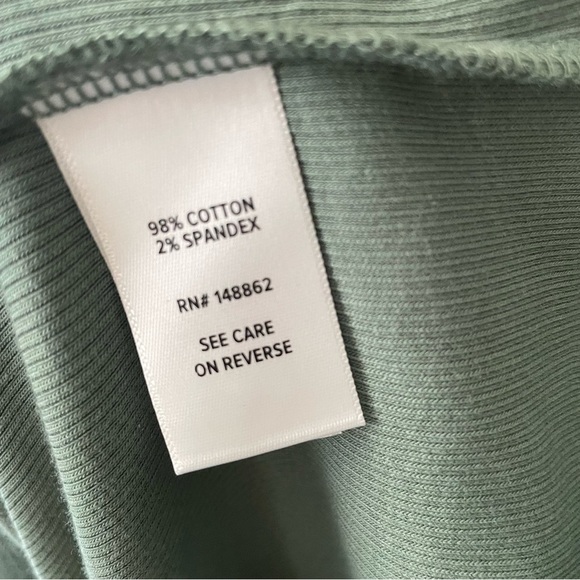 98% COTTON
2% SPANDEX
RN# 148862
SEE CARE
ON REVERSE